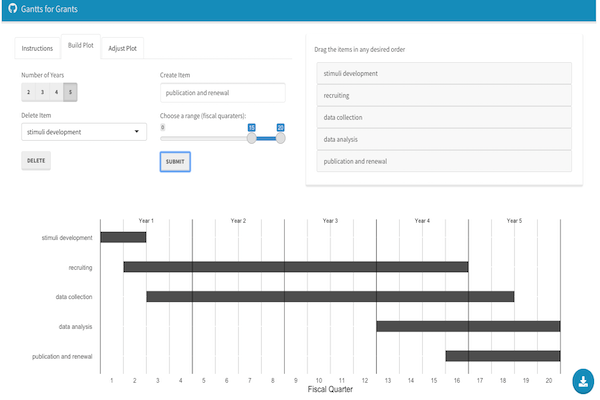 Gantts for Grants
Instructions
Build Plot
Adjust Plot
Number of Years
2 3 4 5
Delete Item
stimuli development
DELETE
Create Item
publication and renewal
Choose a range (fiscal quaraters):
0 15 20
SUBMIT
Drag the items in any desired order
stimuli development
recruiting
data collection
data analysis
publication and renewal
Year 1 Year 2 Year 3 Year 4 Year 5
stimuli development
recruiting
data collection
data analysis
publication and renewal
1 2 3 4 5 6 7 8 9 10 11 12 13 14 15 16 17 18 19 20
Fiscal Quarter